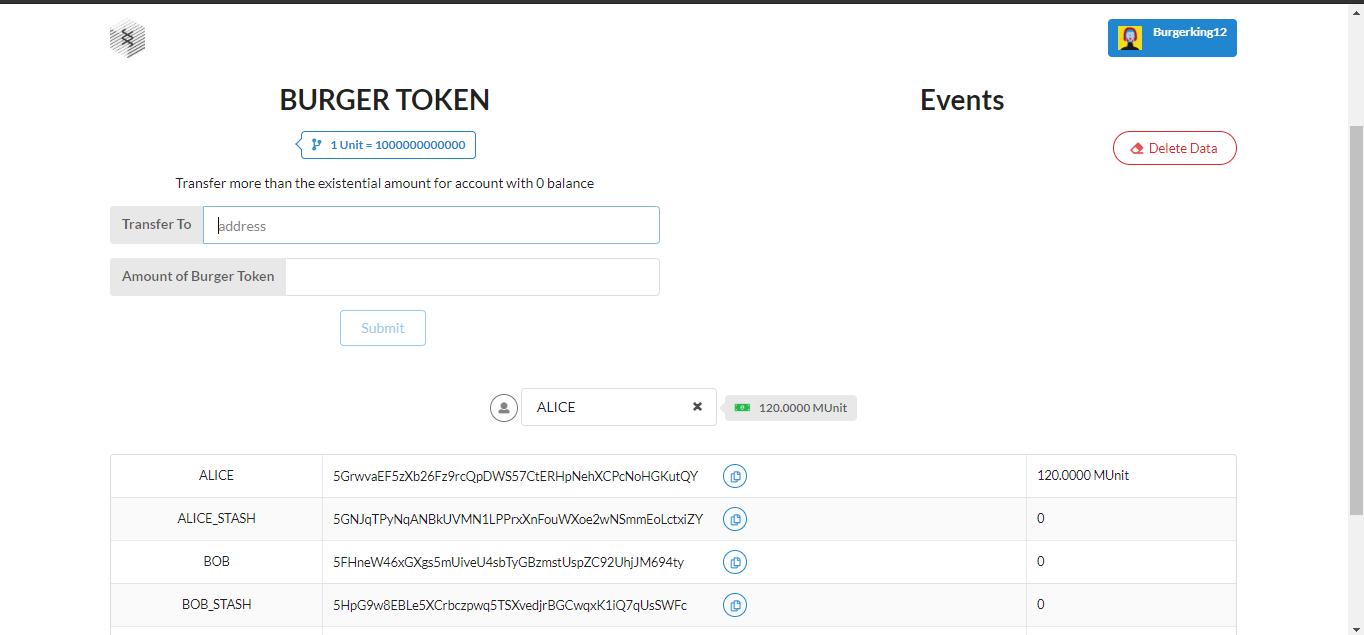 Burgerking12
BURGER TOKEN
Events
1 Unit = 1000000000000
Delete Data
Transfer more than the existential amount for account with 0 balance
Transfer To address
Amount of Burger Token
Submit
ALICE
120.0000 MUnit
ALICE 5GrwvaEF5zXb26Fz9rcQpDWS57CtERHpNehXCPcNoHGKutQY 120.0000 MUnit
ALICE_STASH 5GNJqTPyNqANBkUVMN1LPPrxXnFouWXoe2wNSmmEoLctxiZY 0
BOB 5FHneW46xGXgs5mUiveU4sbTyGBzmstUspZC92UhjJM694ty 0
BOB_STASH 5HpG9w8EBLe5XCrbczpwq5TSXvedjrBGCwqxK1iQ7qUsSWFc 0